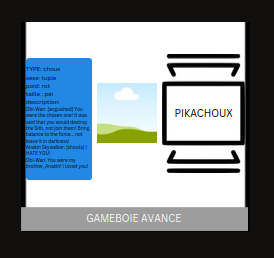 TYPE: chous
sexe: tuple
poid: not
taille : per
description:
Obi-Wan: [anguished] You
were the chosen one! It was
said that you would destroy
the Sith, not join them! Bring
balance to the force... not
leave it in darkness!
Anakin Skywalker: [shouts] I
HATE YOU!
Obi-Wan: You were my
brother, Anakin! I loved you!
PIKACHOUX
GAMEBOIE AVANCE